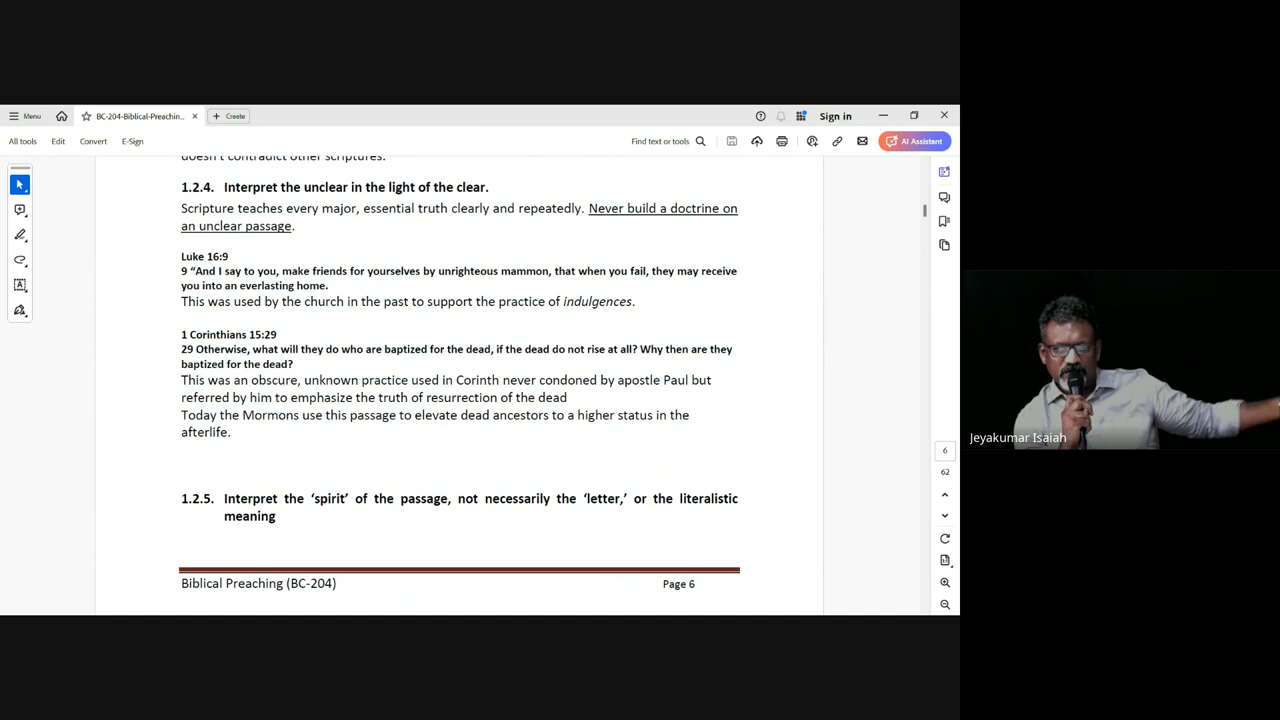 Menu
BC-204-Biblical-Preachin...
Create
Sign in
All tools
Edit
Convert
E-Sign
Find text or tools
AI Assistant
doesn't contradict other scriptures.
1.2.4. Interpret the unclear in the light of the clear.
Scripture teaches every major, essential truth clearly and repeatedly. Never build a doctrine on
an unclear passage.
Luke 16:9
9 “And I say to you, make friends for yourselves by unrighteous mammon, that when you fail, they may receive
you into an everlasting home.
This was used by the church in the past to support the practice of indulgences.
1 Corinthians 15:29
29 Otherwise, what will they do who are baptized for the dead, if the dead do not rise at all? Why then are they
baptized for the dead?
This was an obscure, unknown practice used in Corinth never condoned by apostle Paul but
referred by him to emphasize the truth of resurrection of the dead
Today the Mormons use this passage to elevate dead ancestors to a higher status in the
afterlife.
1.2.5. Interpret the ‘spirit’ of the passage, not necessarily the ‘letter,’ or the literalistic
meaning
Biblical Preaching (BC-204) Page 6
6
62
Jeyakumar Isaiah